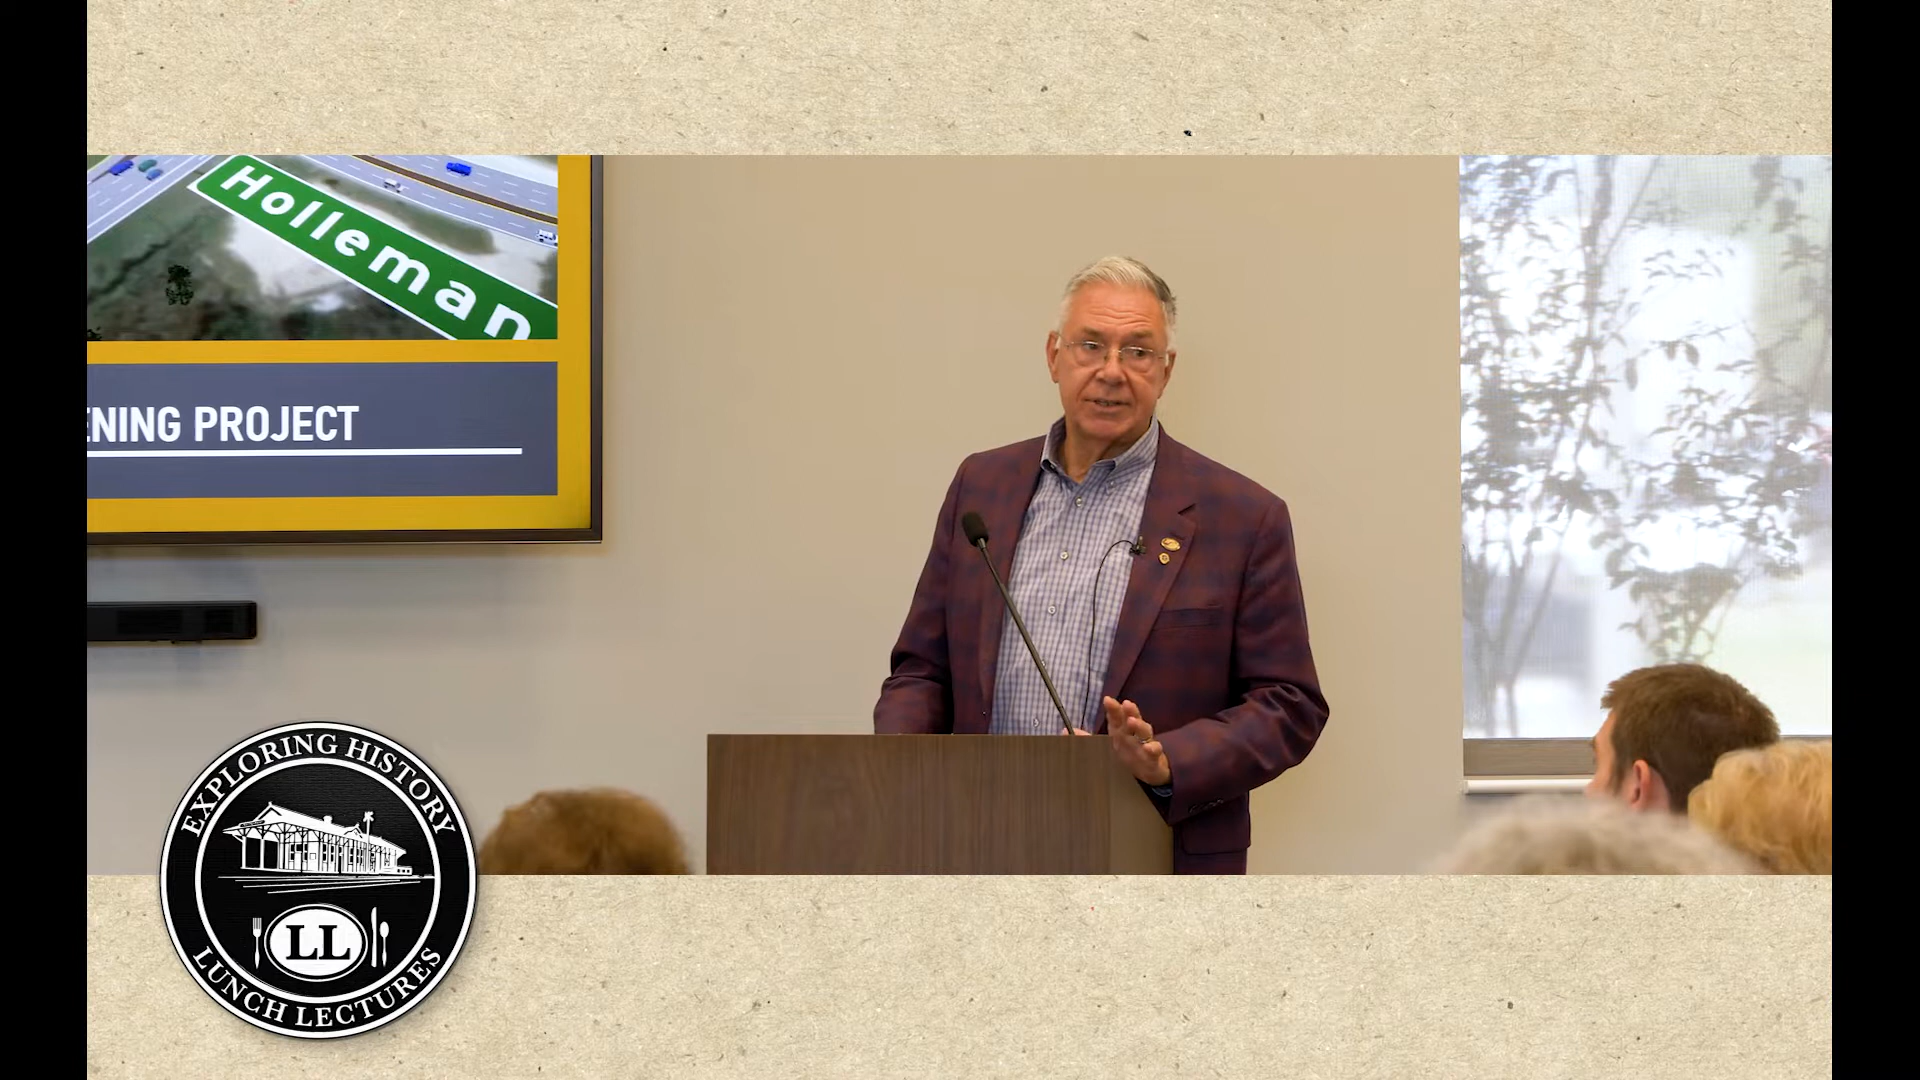 Holleman
ENING PROJECT
EXPLORING HISTORY
LL
LUNCH LECTURES